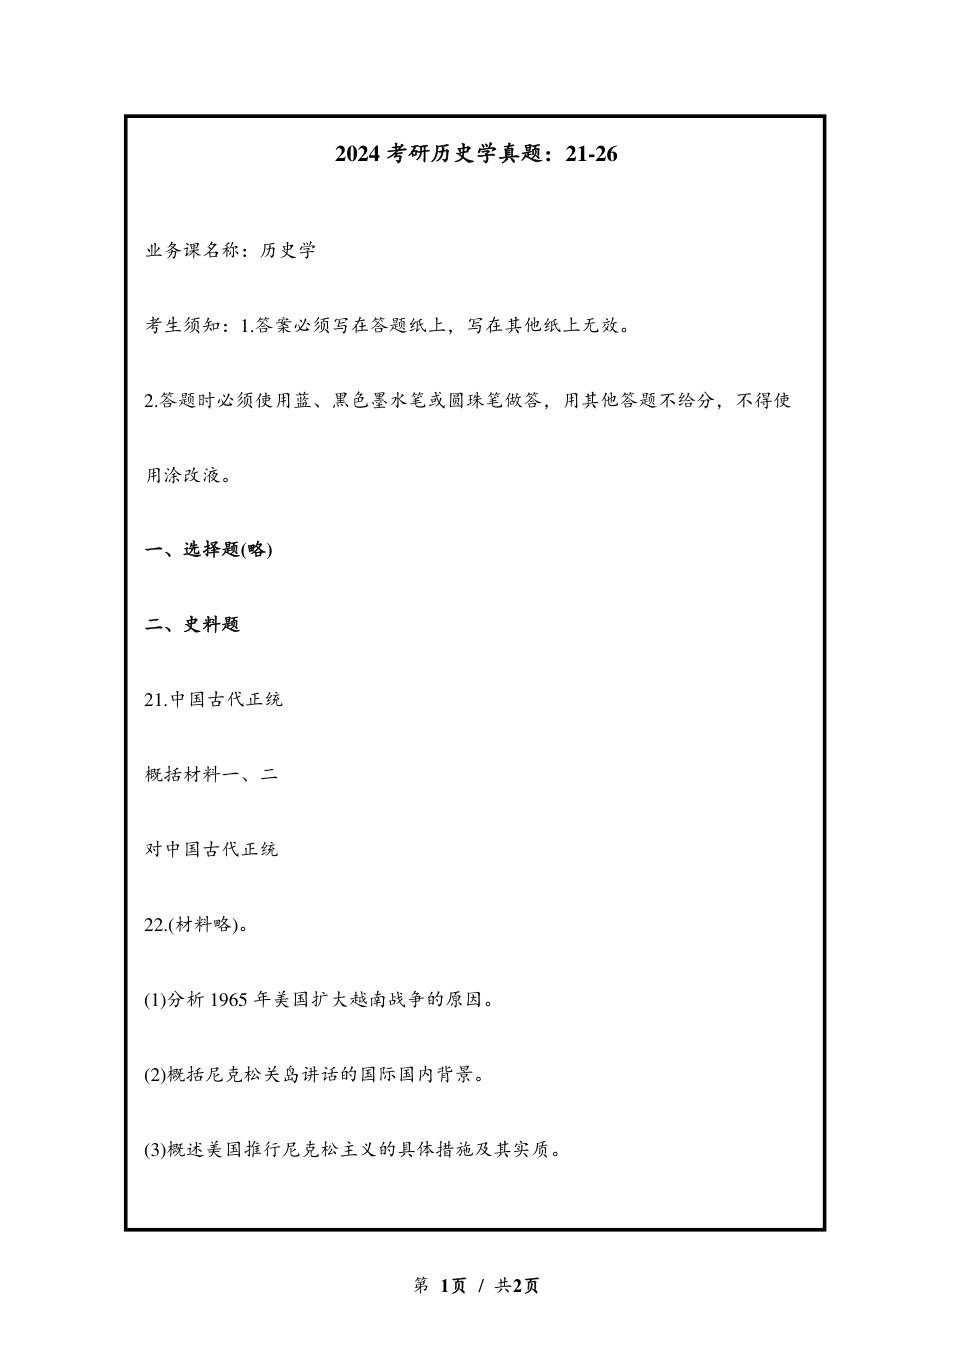 2024 考研历史学真题：21-26
业务课名称：历史学
考生须知：1.答案必须写在答题纸上，写在其他纸上无效。
2.答题时必须使用蓝、黑色墨水笔或圆珠笔做答，用其他答题不给分，不得使
用涂改液。
一、选择题(略)
二、史料题
21.中国古代正统
概括材料一、二
对中国古代正统
22.(材料略)。
(1)分析 1965 年美国扩大越南战争的原因。
(2)概括尼克松关岛讲话的国际国内背景。
(3)概述美国推行尼克松主义的具体措施及其实质。
第 1页 / 共2页